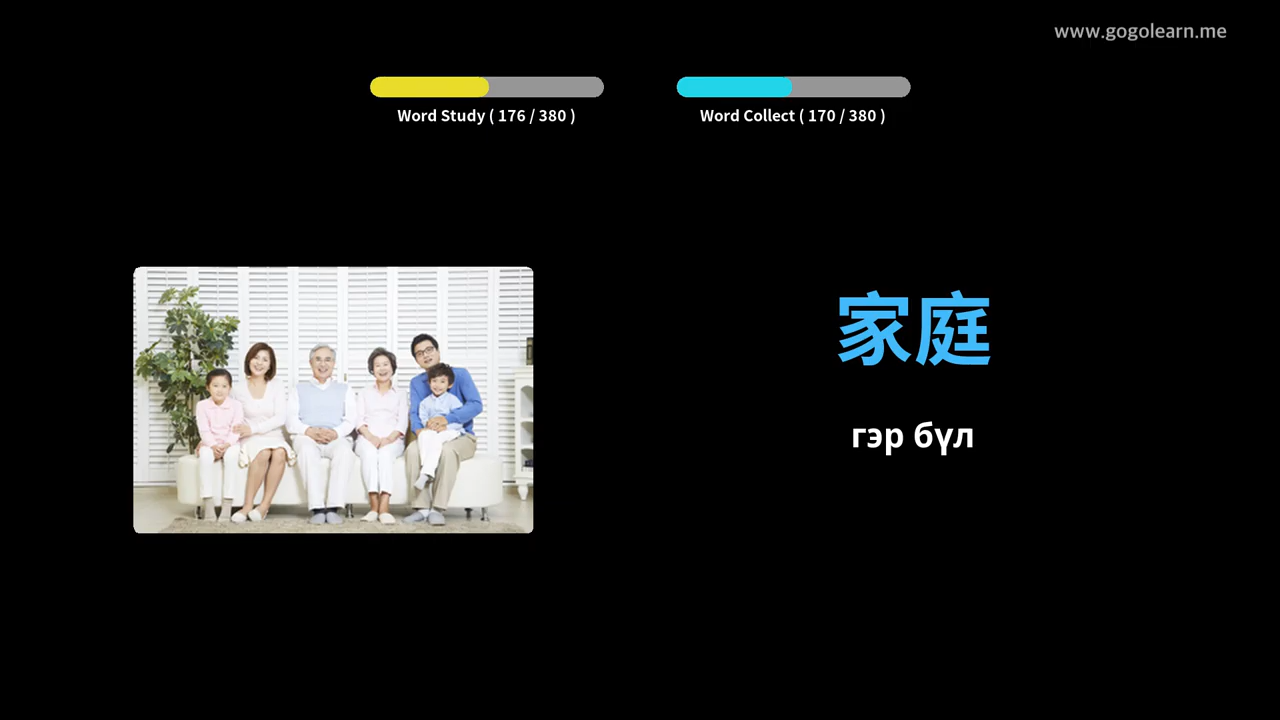 www.gogolearn.me
Word Study ( 176 / 380 )
Word Collect ( 170 / 380 )
家庭
гэр бүл